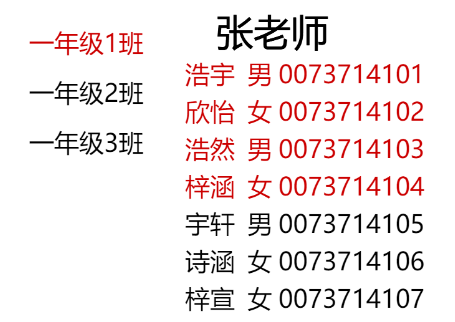 张老师
一年级1班
一年级2班
一年级3班
浩宇 男 0073714101
欣怡 女 0073714102
浩然 男 0073714103
梓涵 女 0073714104
宇轩 男 0073714105
诗涵 女 0073714106
梓宣 女 0073714107